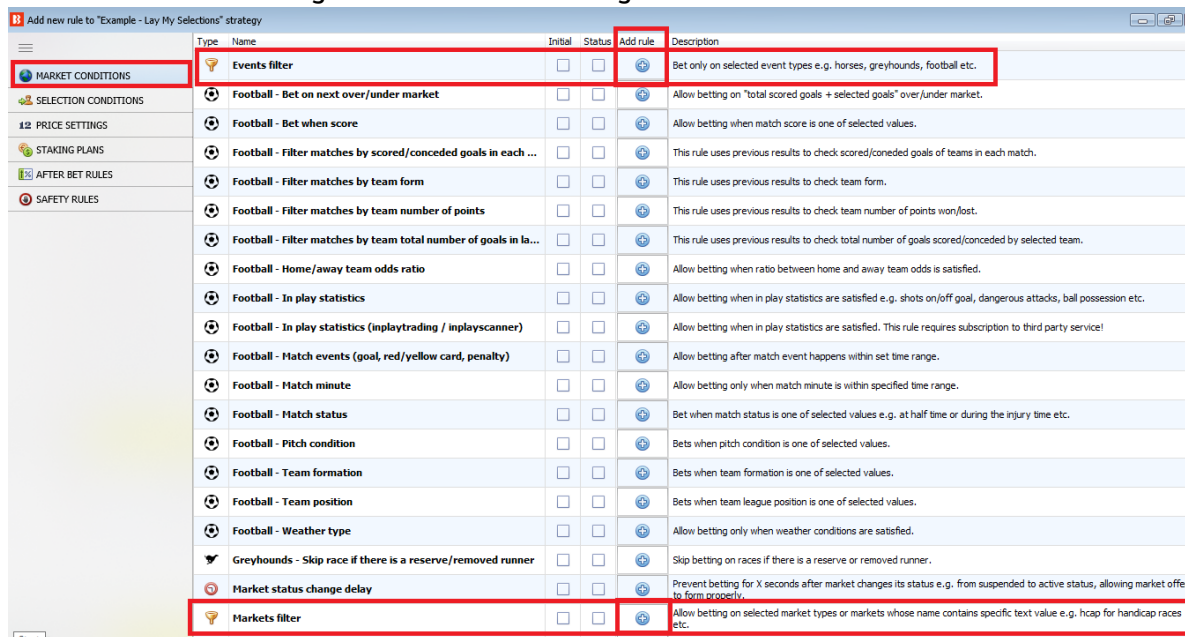 Add new rule to "Example - Lay My Selections" strategy
Type Name Initial Status Add rule Description
MARKET CONDITIONS
SELECTION CONDITIONS
12 PRICE SETTINGS
STAKING PLANS
AFTER BET RULES
SAFETY RULES
Events filter Bet only on selected event types e.g. horses, greyhounds, football etc.
Football - Bet on next over/under market Allow betting on "total scored goals + selected goals" over/under market.
Football - Bet when score Allow betting when match score is one of selected values.
Football - Filter matches by scored/conceded goals in each ... This rule uses previous results to check scored/coneded goals of teams in each match.
Football - Filter matches by team form This rule uses previous results to check team form.
Football - Filter matches by team number of points This rule uses previous results to check team number of points won/lost.
Football - Filter matches by team total number of goals in la... This rule uses previous results to check total number of goals scored/conceded by selected team.
Football - Home/away team odds ratio Allow betting when ratio between home and away team odds is satisfied.
Football - In play statistics Allow betting when in play statistics are satisfied e.g. shots on/off goal, dangerous attacks, ball possession etc.
Football - In play statistics (inplaytrading / inplayscanner) Allow betting when in play statistics are satisfied. This rule requires subscription to third party service!
Football - Match events (goal, red/yellow card, penalty) Allow betting after match event happens within set time range.
Football - Match minute Allow betting only when match minute is within specified time range.
Football - Match status Bet when match status is one of selected values e.g. at half time or during the injury time etc.
Football - Pitch condition Bets when pitch condition is one of selected values.
Football - Team formation Bets when team formation is one of selected values.
Football - Team position Bets when team league position is one of selected values.
Football - Weather type Allow betting only when weather conditions are satisfied.
Greyhounds - Skip race if there is a reserve/removed runner Skip betting on races if there is a reserve or removed runner.
Market status change delay Prevent betting for X seconds after market changes its status e.g. from suspended to active status, allowing market offe
to form properly.
Markets filter Allow betting on selected market types or markets whose name contains specific text value e.g. hcap for handicap races
etc.